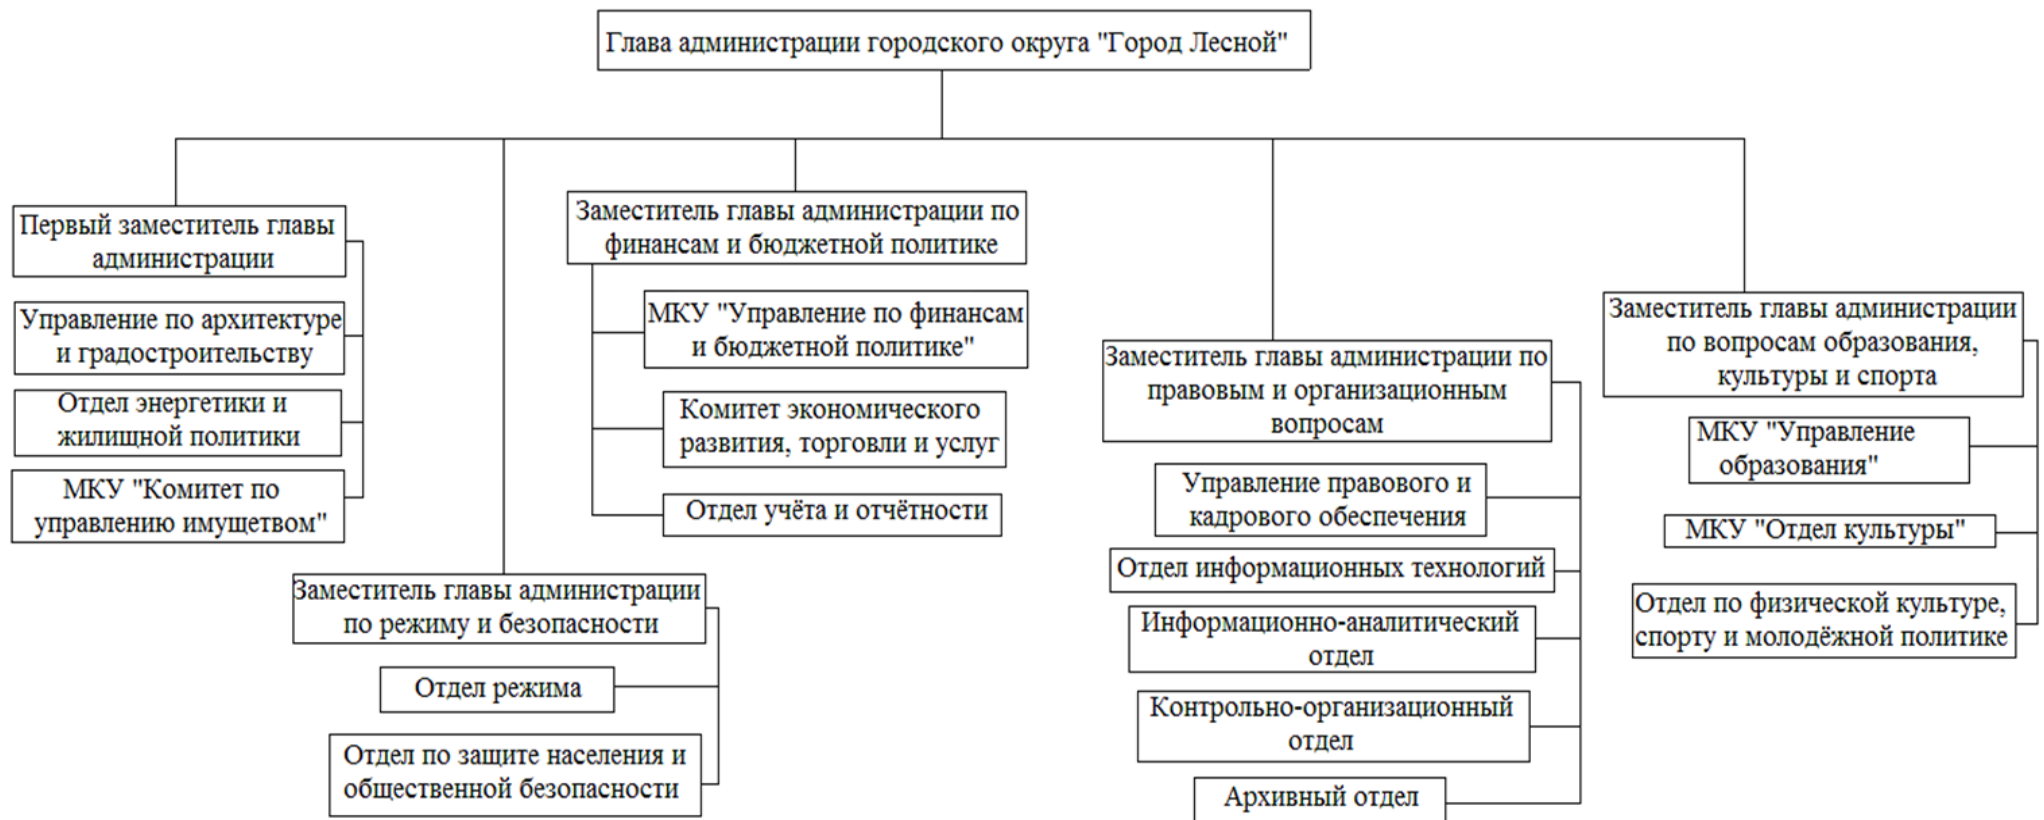 Глава администрации городского округа "Город Лесной"
Первый заместитель главы
администрации
Управление по архитектуре
и градостроительству
Отдел энергетики и
жилищной политики
МКУ "Комитет по
управлению имущетвом"
Заместитель главы администрации
по режиму и безопасности
Отдел режима
Отдел по защите населения и
общественной безопасности
Заместитель главы администрации по
финансам и бюджетной политике
МКУ "Управление по финансам
и бюджетной политике"
Комитет экономического
развития, торговли и услуг
Отдел учёта и отчётности
Заместитель главы администрации по
правовым и организационным
вопросам
Управление правового и
кадрового обеспечения
Отдел информационных технологий
Информационно-аналитический
отдел
Контрольно-организационный
отдел
Архивный отдел
Заместитель главы администрации
по вопросам образования,
культуры и спорта
МКУ "Управление
образования"
МКУ "Отдел культуры"
Отдел по физической культуре,
спорту и молодёжной политике